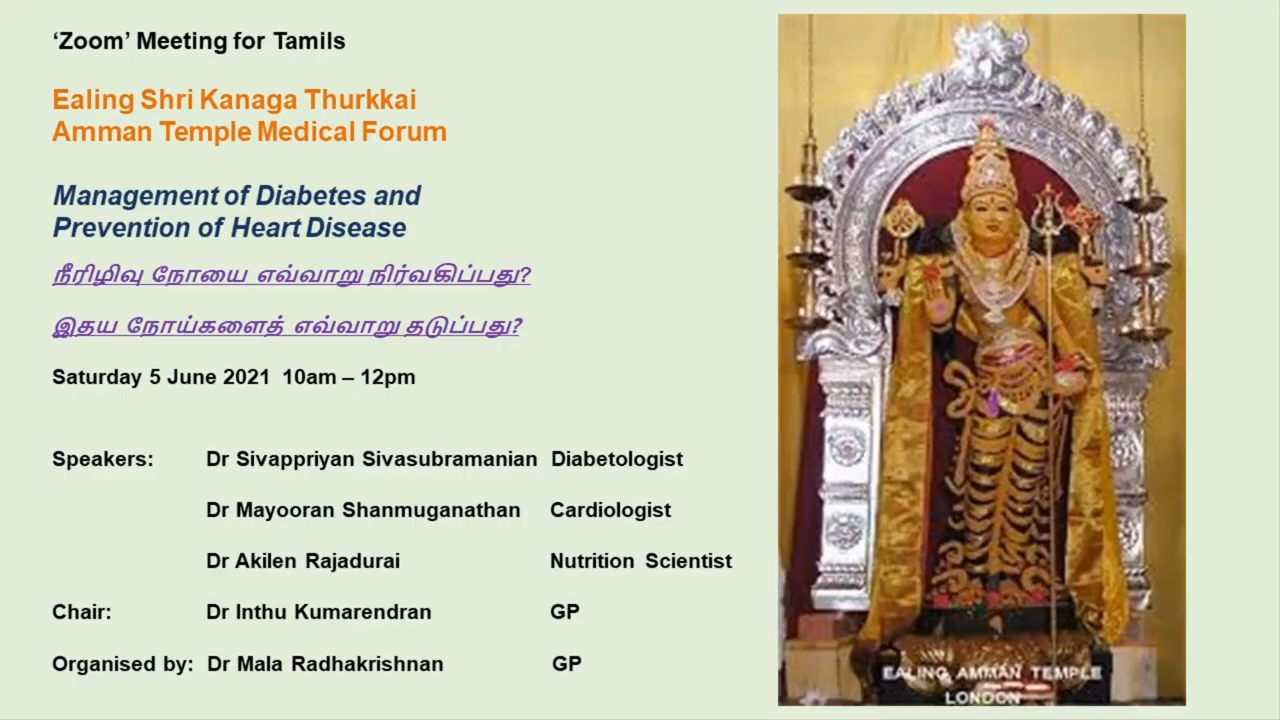 ‘Zoom’ Meeting for Tamils
Ealing Shri Kanaga Thurkkai
Amman Temple Medical Forum
Management of Diabetes and
Prevention of Heart Disease
நீரிழிவு நோயை எவ்வாறு நிர்வகிப்பது?
இதய நோய்களைத் எவ்வாறு தடுப்பது?
Saturday 5 June 2021 10am – 12pm
Speakers: Dr Sivappriyan Sivasubramanian Diabetologist
Dr Mayooran Shanmuganathan Cardiologist
Dr Akilen Rajadurai Nutrition Scientist
Chair: Dr Inthu Kumarendran GP
Organised by: Dr Mala Radhakrishnan GP
EALING AMMAN TEMPLE
LONDON